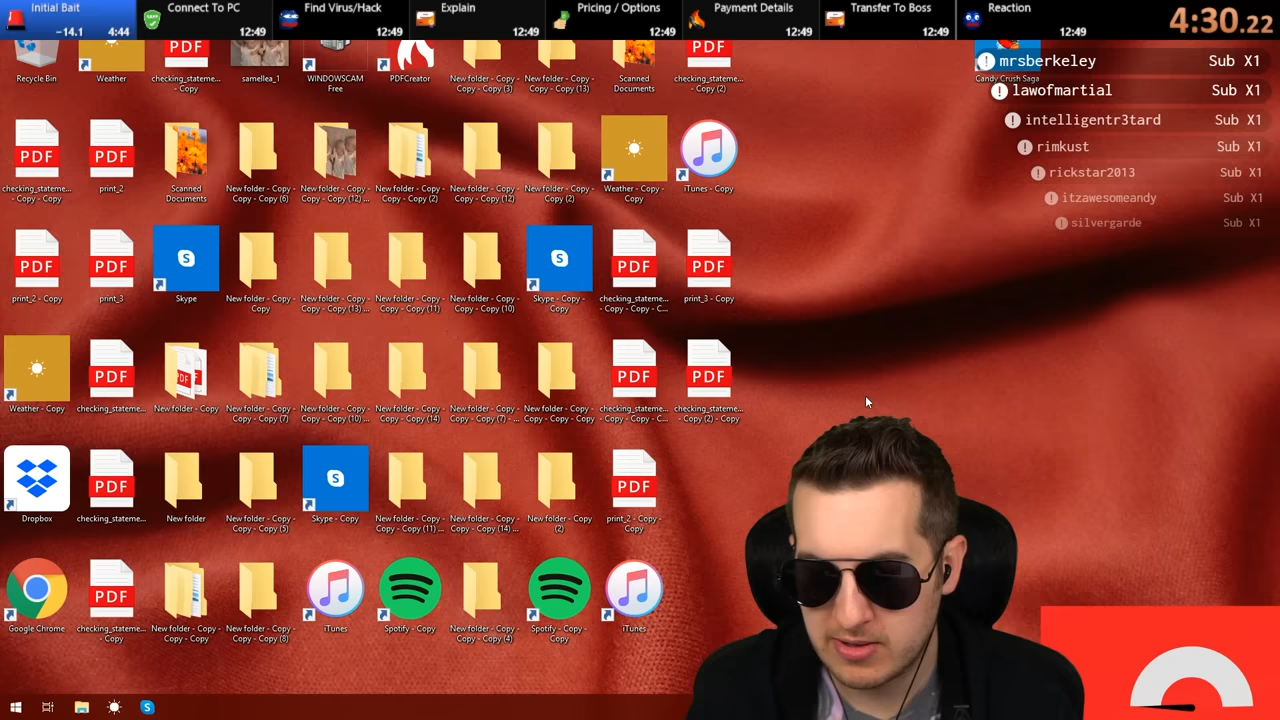 Initial Bait
-14.1 4:44
Connect To PC
12:49
Find Virus/Hack
12:49
Explain
12:49
Pricing / Options
12:49
Payment Details
12:49
Transfer To Boss
12:49
Reaction
12:49
4:30.22
mrsberkeley Sub X1
lawofmartial Sub X1
intelligentr3tard Sub X1
rimkust Sub X1
rickstar2013 Sub X1
itzawesomeandy Sub X1
silvergarde Sub X1
Recycle Bin
Weather
checking_stateme...
- Copy
samellea_1
WINDOWSCAM
Free
PDFCreator
New folder - Copy
- Copy (3)
New folder - Copy
- Copy (13)
Scanned
Documents
checking_stateme...
- Copy (2)
Candy Crush Saga
PDF
checking_stateme...
- Copy - Copy
PDF
print_2
Scanned
Documents
New folder - Copy
- Copy (6)
New folder - Copy
- Copy (12) ...
New folder - Copy
- Copy (2)
New folder - Copy
- Copy (12)
New folder - Copy
- Copy (2)
Weather - Copy -
Copy
iTunes - Copy
PDF
print_2 - Copy
PDF
print_3
S
Skype
New folder - Copy -
Copy
New folder - Copy
- Copy (13) ...
New folder - Copy
- Copy (11)
New folder - Copy
- Copy (10)
S
Skype - Copy -
Copy
PDF
checking_stateme...
- Copy - Copy - C...
PDF
print_3 - Copy
Weather - Copy
PDF
checking_stateme...
New folder - Copy
New folder - Copy
- Copy (7)
New folder - Copy
- Copy (10) ...
New folder - Copy
- Copy (14)
New folder - Copy
- Copy (7) - ...
New folder - Copy
- Copy - Copy
PDF
checking_stateme...
- Copy - Copy - C...
PDF
checking_stateme...
- Copy (2) - Copy
Dropbox
PDF
checking_stateme...
New folder
New folder - Copy -
Copy (5)
S
Skype - Copy
New folder - Copy
- Copy (11) ...
New folder - Copy
- Copy (14) ...
New folder - Copy
(2)
PDF
print_2 - Copy -
Copy
Google Chrome
PDF
checking_stateme...
- Copy
New folder - Copy
- Copy - Copy
New folder - Copy
- Copy (8)
iTunes
Spotify - Copy
New folder - Copy
- Copy (4)
Spotify - Copy -
Copy
iTunes